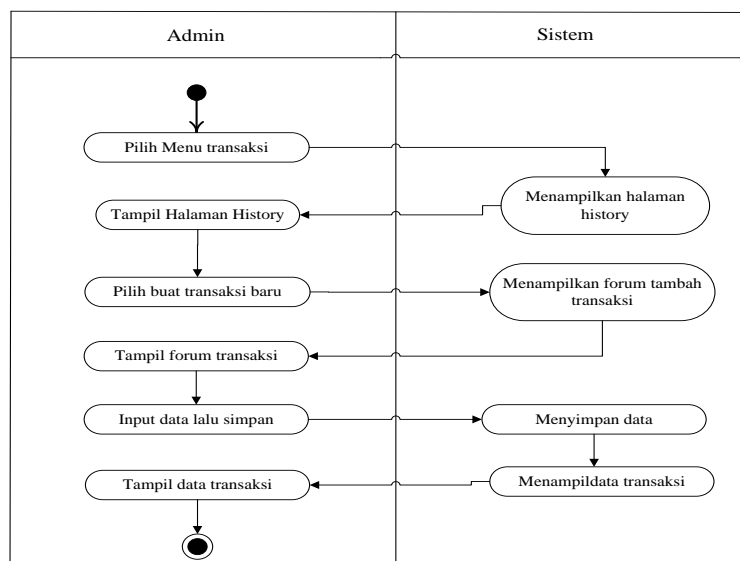 Admin
Sistem
Pilih Menu transaksi
Menampilkan halaman
history
Tampil Halaman History
Pilih buat transaksi baru
Menampilkan forum tambah
transaksi
Tampil forum transaksi
Input data lalu simpan
Menyimpan data
Menampildata transaksi
Tampil data transaksi